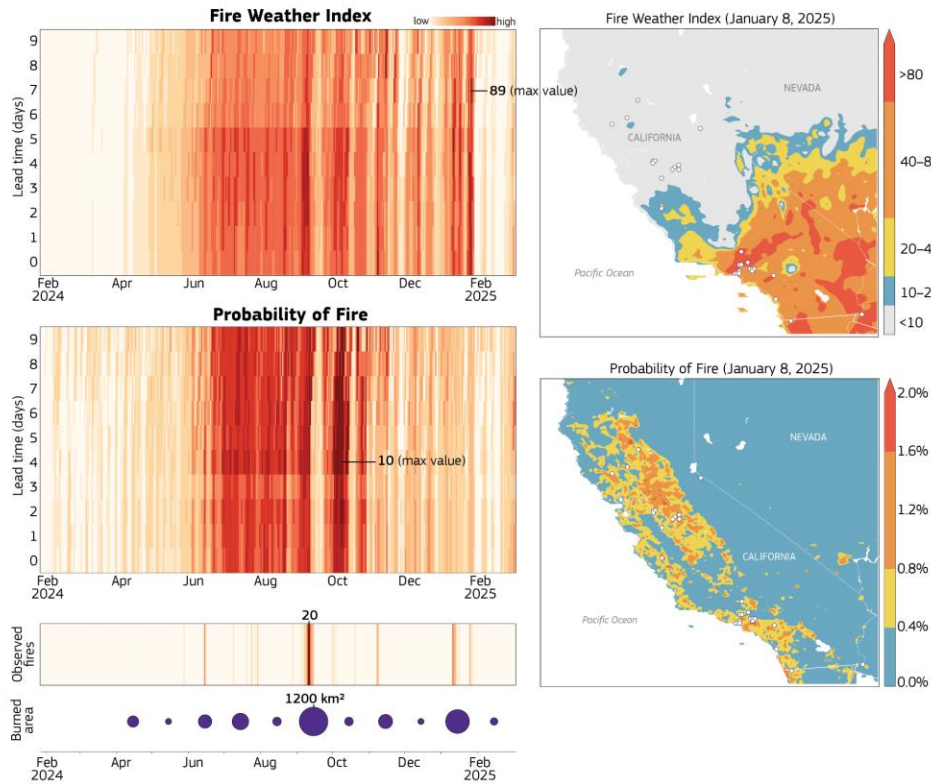 Fire Weather Index
low high
Lead time (days)
9
8
7
6
5
4
3
2
1
0
89 (max value)
Feb
2024
Apr
Jun
Aug
Oct
Dec
Feb
2025
Probability of Fire
Lead time (days)
9
8
7
6
5
4
3
2
1
0
10 (max value)
Feb
2024
Apr
Jun
Aug
Oct
Dec
Feb
2025
Observed
fires
20
Burned
area
1200 km²
Feb
2024
Apr
Jun
Aug
Oct
Dec
Feb
2025
Fire Weather Index (January 8, 2025)
NEVADA
CALIFORNIA
Pacific Ocean
>80
40–8
20–4
10–2
<10
Probability of Fire (January 8, 2025)
NEVADA
CALIFORNIA
Pacific Ocean
2.0%
1.6%
1.2%
0.8%
0.4%
0.0%